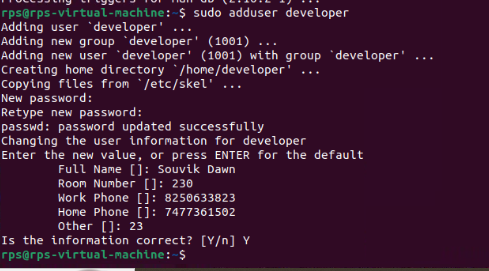 Processing triggers for man-db (2.10.2-1) ...
rps@rps-virtual-machine:~$ sudo adduser developer
Adding user `developer' ...
Adding new group `developer' (1001) ...
Adding new user `developer' (1001) with group `developer' ...
Creating home directory `/home/developer' ...
Copying files from `/etc/skel' ...
New password:
Retype new password:
passwd: password updated successfully
Changing the user information for developer
Enter the new value, or press ENTER for the default
Full Name []: Souvik Dawn
Room Number []: 230
Work Phone []: 8250633823
Home Phone []: 7477361502
Other []: 23
Is the information correct? [Y/n] Y
rps@rps-virtual-machine:~$